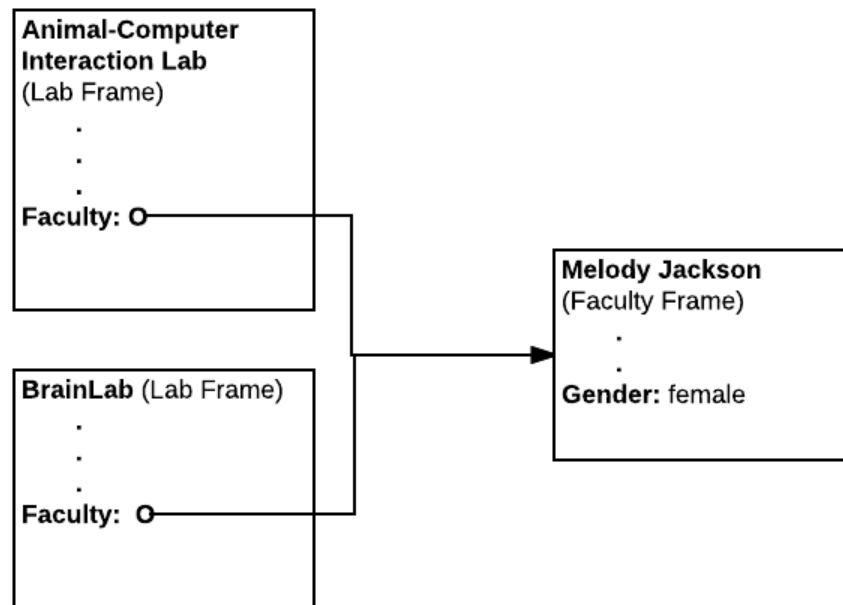 Animal-Computer
Interaction Lab
(Lab Frame)
.
.
.
Faculty: O
BrainLab (Lab Frame)
.
.
.
Faculty: O
Melody Jackson
(Faculty Frame)
.
.
Gender: female